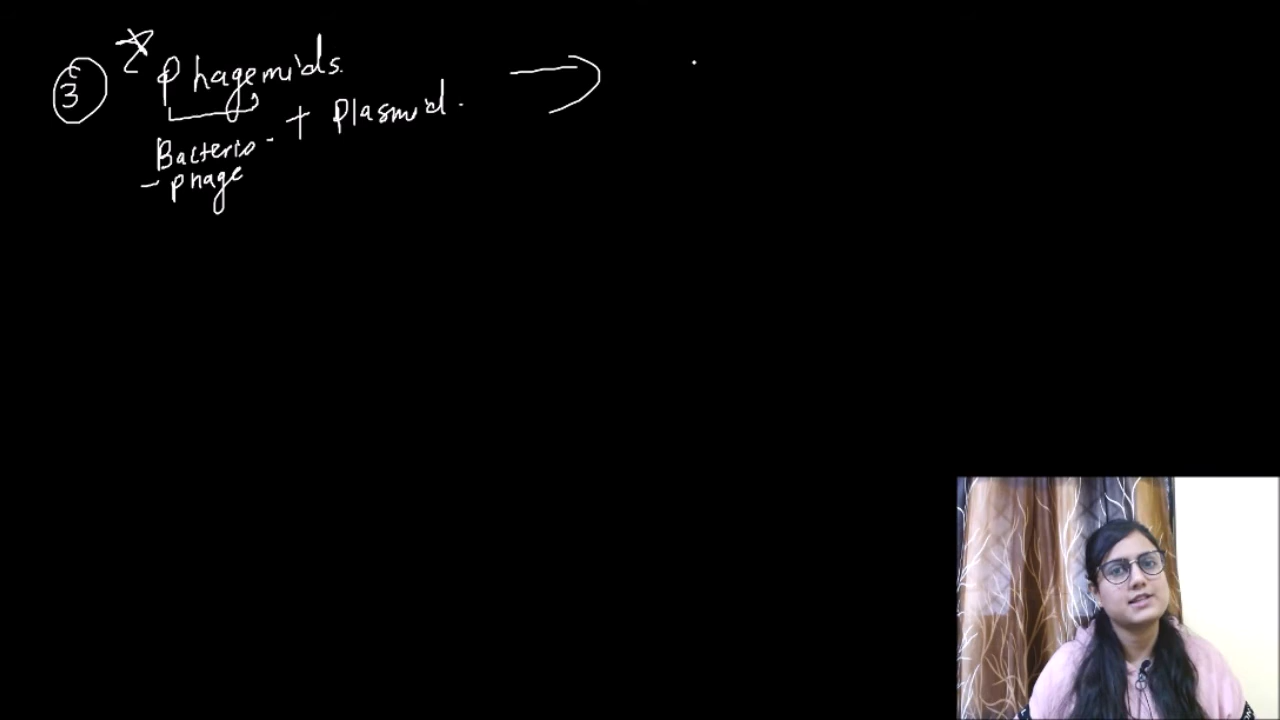 3 Phagemids.
Bacterio- + Plasmid.
- phage